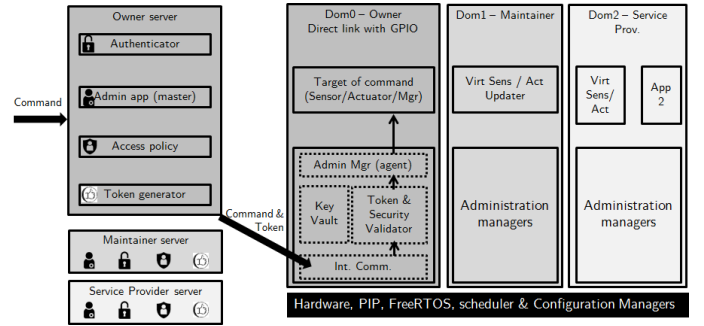 Owner server
Authenticator
Admin app (master)
Access policy
Token generator
Command
Maintainer server
Service Provider server
Command &
Token
Dom0 – Owner
Direct link with GPIO
Target of command
(Sensor/Actuator/Mgr)
Admin Mgr (agent)
Key
Vault
Token &
Security
Validator
Int. Comm.
Dom1 – Maintainer
Virt Sens / Act
Updater
Administration
managers
Dom2 – Service
Prov.
Virt
Sens/
Act
App
2
Administration
managers
Hardware, PIP, FreeRTOS, scheduler & Configuration Managers